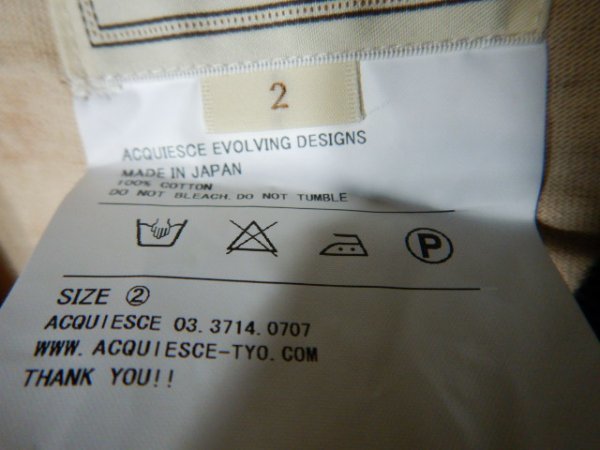 2
ACQUIESCE EVOLVING DESIGNS
MADE IN JAPAN
100% COTTON
DO NOT BLEACH. DO NOT TUMBLE
P
SIZE ②
ACQUIESCE 03.3714.0707
WWW.ACQUIESCE-TYO.COM
THANK YOU!!